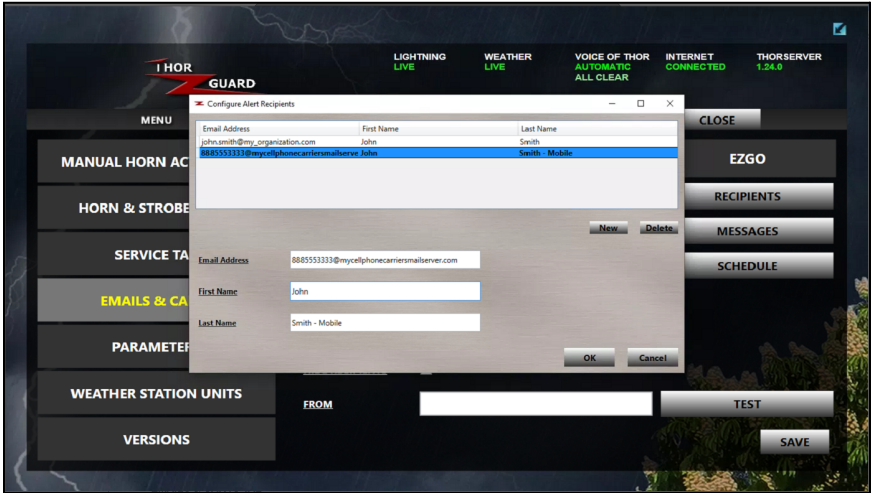 THOR
GUARD
LIGHTNING
LIVE
WEATHER
LIVE
VOICE OF THOR
AUTOMATIC
ALL CLEAR
INTERNET
CONNECTED
THORSERVER
1.24.0
MENU
CLOSE
MANUAL HORN AC
HORN & STROBE
SERVICE TA
EMAILS & CA
PARAMETER
WEATHER STATION UNITS
VERSIONS
Configure Alert Recipients
Email Address First Name Last Name
john.smith@my_organization.com John Smith
8885553333@mycellphonecarriersmailserve John Smith - Mobile
New Delete
Email Address 8885553333@mycellphonecarriersmailserver.com
First Name John
Last Name Smith - Mobile
OK Cancel
EZGO
RECIPIENTS
MESSAGES
SCHEDULE
FROM
TEST
SAVE